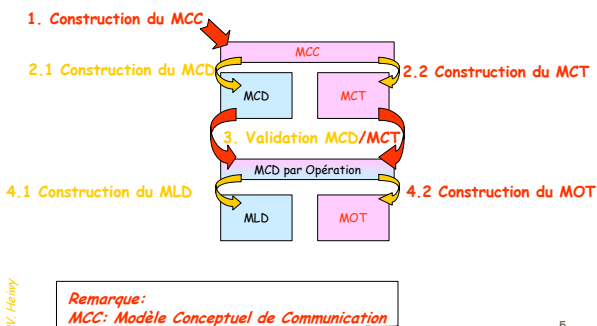 1. Construction du MCC
MCC
2.1 Construction du MCD
2.2 Construction du MCT
MCD
MCT
3. Validation MCD/MCT
MCD par Opération
4.1 Construction du MLD
4.2 Construction du MOT
MLD
MOT
V. Heiwy
Remarque:
MCC: Modèle Conceptuel de Communication
5